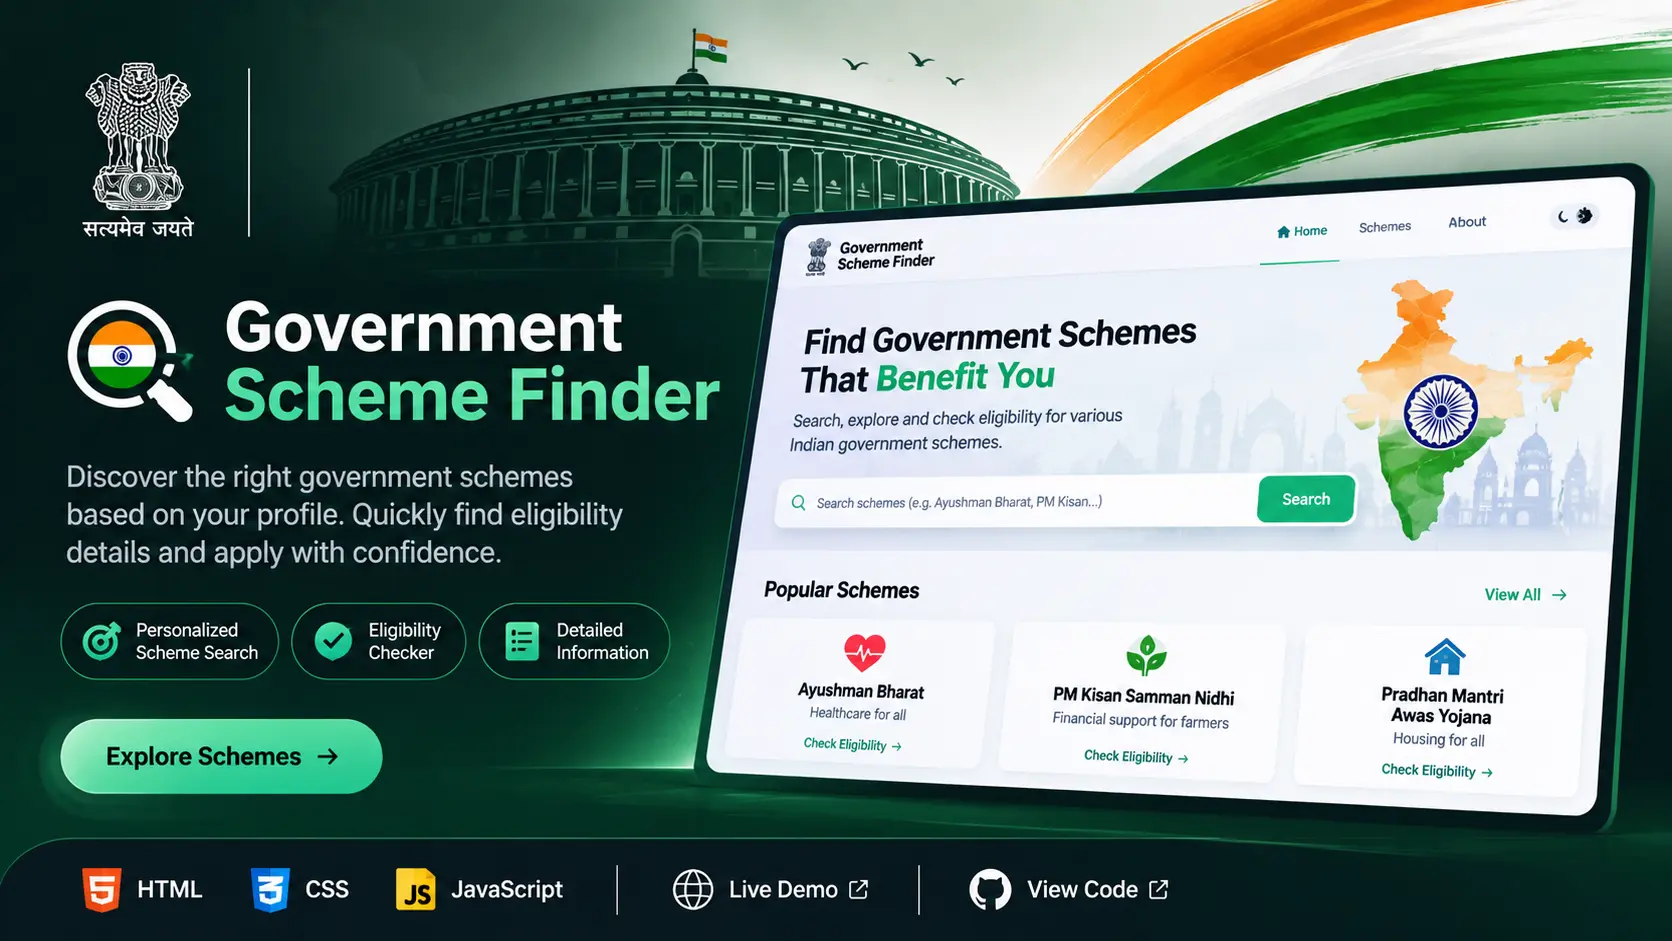 सत्यमेव जयते
Government
Scheme Finder
Discover the right government schemes
based on your profile. Quickly find eligibility
details and apply with confidence.
Personalized
Scheme Search
Eligibility
Checker
Detailed
Information
Explore Schemes →
Government
Scheme Finder
Home
Schemes
About
Find Government Schemes
That Benefit You
Search, explore and check eligibility for various
Indian government schemes.
Search schemes (e.g. Ayushman Bharat, PM Kisan...)
Search
Popular Schemes
View All →
Ayushman Bharat
Healthcare for all
Check Eligibility →
PM Kisan Samman Nidhi
Financial support for farmers
Check Eligibility →
Pradhan Mantri
Awas Yojana
Housing for all
Check Eligibility →
5 HTML
3 CSS
JS JavaScript
Live Demo
View Code